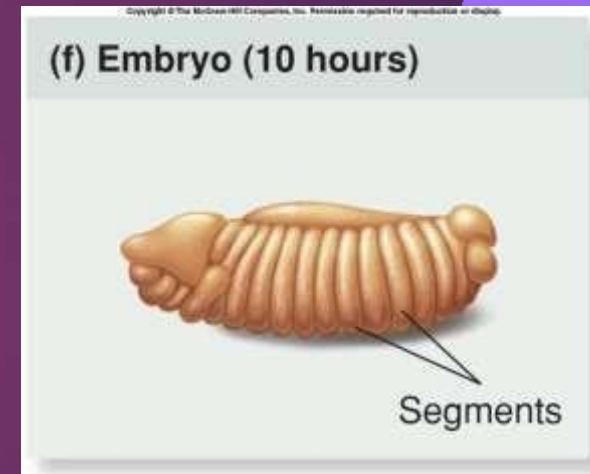 Copyright © The McGraw-Hill Companies, Inc. Permission required for reproduction or display.
(f) Embryo (10 hours)
Segments